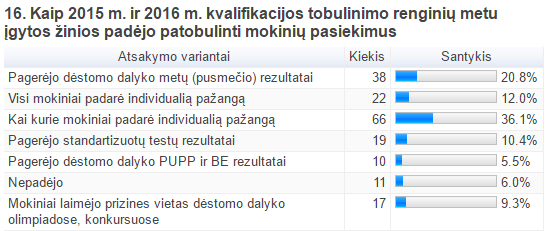 16. Kaip 2015 m. ir 2016 m. kvalifikacijos tobulinimo renginių metu
įgytos žinios padėjo patobulinti mokinių pasiekimus
Atsakymo variantai Kiekis Santykis
Pagerėjo dėstomo dalyko metų (pusmečio) rezultatai 38 20.8%
Visi mokiniai padarė individualią pažangą 22 12.0%
Kai kurie mokiniai padarė individualią pažangą 66 36.1%
Pagerėjo standartizuotų testų rezultatai 19 10.4%
Pagerėjo dėstomo dalyko PUPP ir BE rezultatai 10 5.5%
Nepadėjo 11 6.0%
Mokiniai laimėjo prizines vietas dėstomo dalyko 17 9.3%
olimpiadose, konkursuose